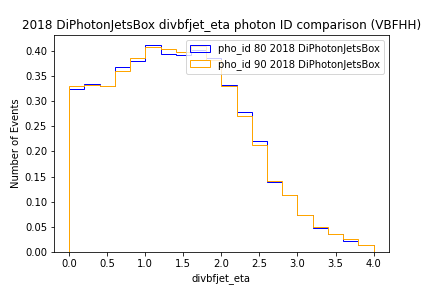 2018 DiPhotonJetsBox divbfjet_eta photon ID comparison (VBFHH)
pho_id 80 2018 DiPhotonJetsBox
pho_id 90 2018 DiPhotonJetsBox
Number of Events
0.40
0.35
0.30
0.25
0.20
0.15
0.10
0.05
0.00
0.0 0.5 1.0 1.5 2.0 2.5 3.0 3.5 4.0
divbfjet_eta